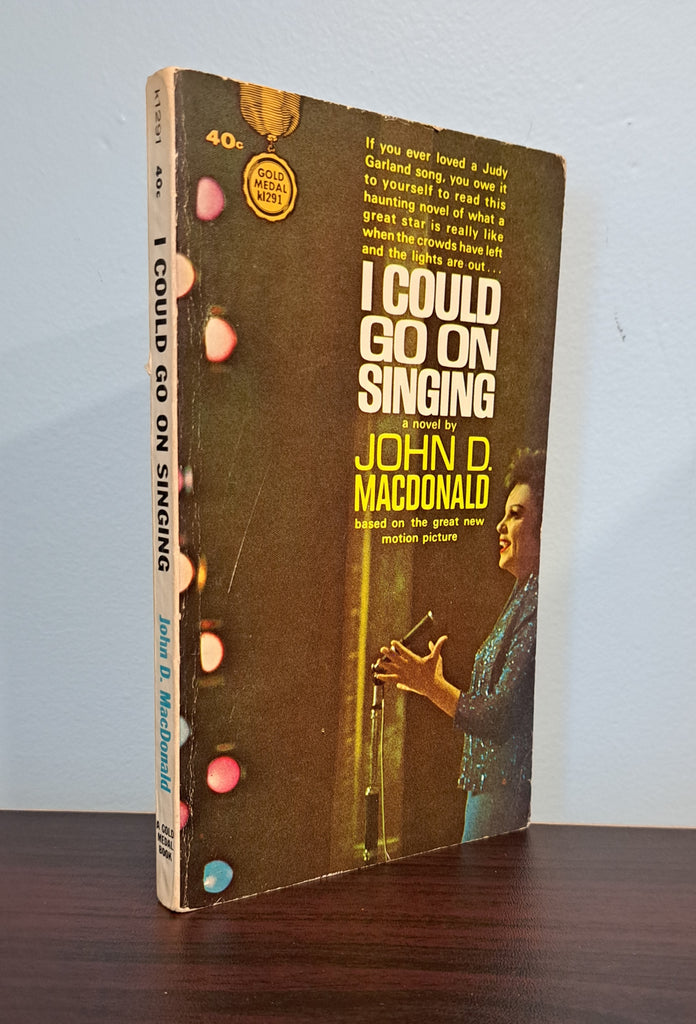 k1291
40c
I COULD GO ON SINGING
John D. MacDonald
A GOLD
MEDAL
BOOK
40c
GOLD
MEDAL
k1291
If you ever loved a Judy
Garland song, you owe it
to yourself to read this
haunting novel of what a
great star is really like
when the crowds have left
and the lights are out...
I COULD
GO ON
SINGING
a novel by
JOHN D.
MACDONALD
based on the great new
motion picture